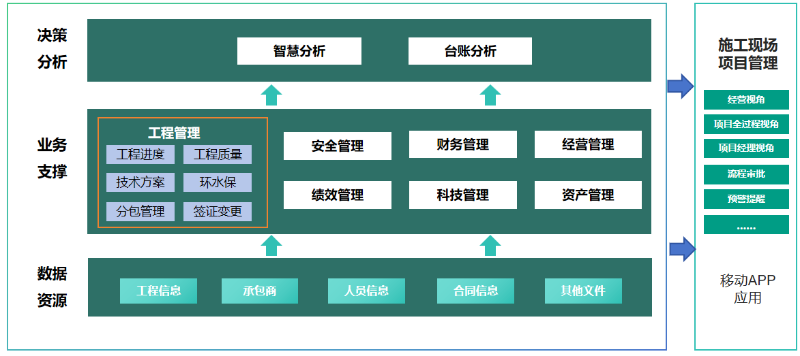 决策
分析
智慧分析
台账分析
业务
支撑
工程管理
工程进度
工程质量
技术方案
环水保
分包管理
签证变更
安全管理
财务管理
经营管理
绩效管理
科技管理
资产管理
数据
资源
工程信息
承包商
人员信息
合同信息
其他文件
施工现场
项目管理
经营视角
项目全过程视角
项目经理视角
流程审批
预警提醒
......
移动APP
应用